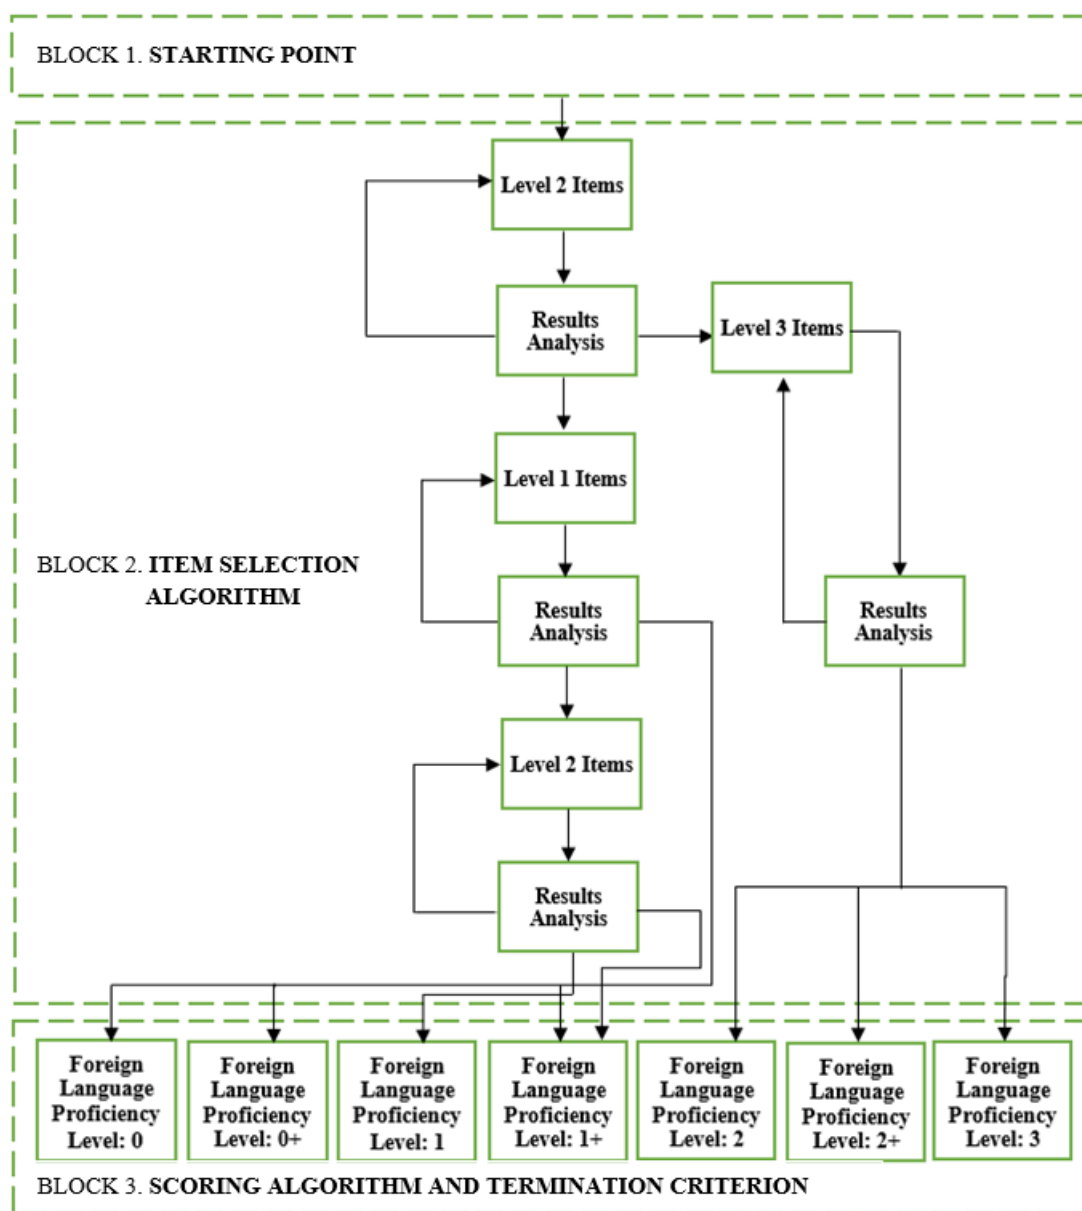 BLOCK 1. STARTING POINT
Level 2 Items
Results
Analysis
Level 3 Items
Level 1 Items
BLOCK 2. ITEM SELECTION
ALGORITHM
Results
Analysis
Results
Analysis
Level 2 Items
Results
Analysis
Foreign
Language
Proficiency
Level: 0
Foreign
Language
Proficiency
Level: 0+
Foreign
Language
Proficiency
Level: 1
Foreign
Language
Proficiency
Level: 1+
Foreign
Language
Proficiency
Level: 2
Foreign
Language
Proficiency
Level: 2+
Foreign
Language
Proficiency
Level: 3
BLOCK 3. SCORING ALGORITHM AND TERMINATION CRITERION